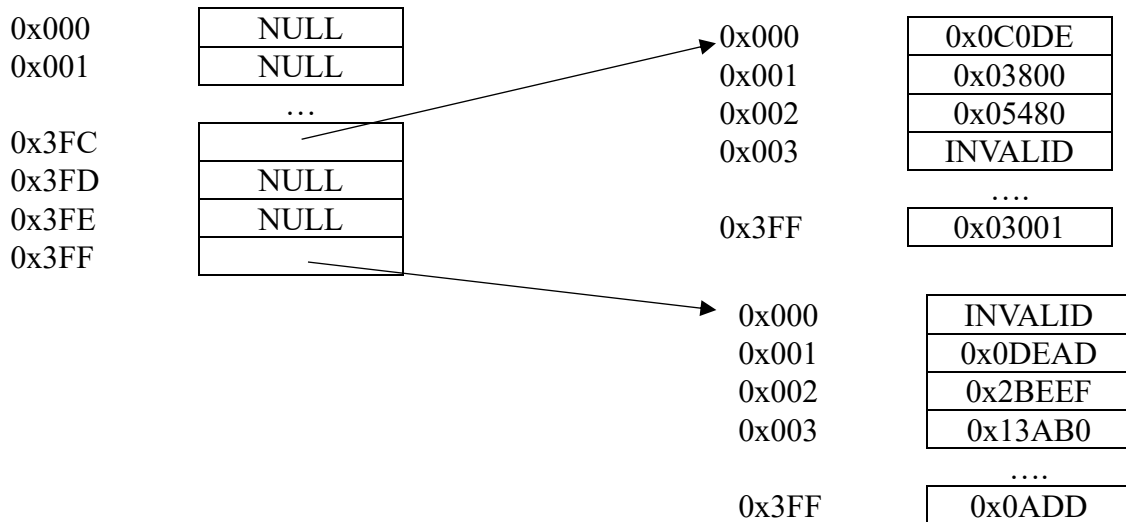 0x000 NULL
0x001 NULL
…
0x3FC
0x3FD NULL
0x3FE NULL
0x3FF
0x000 0x0C0DE
0x001 0x03800
0x002 0x05480
0x003 INVALID
….
0x3FF 0x03001
0x000 INVALID
0x001 0x0DEAD
0x002 0x2BEEF
0x003 0x13AB0
….
0x3FF 0x0ADD